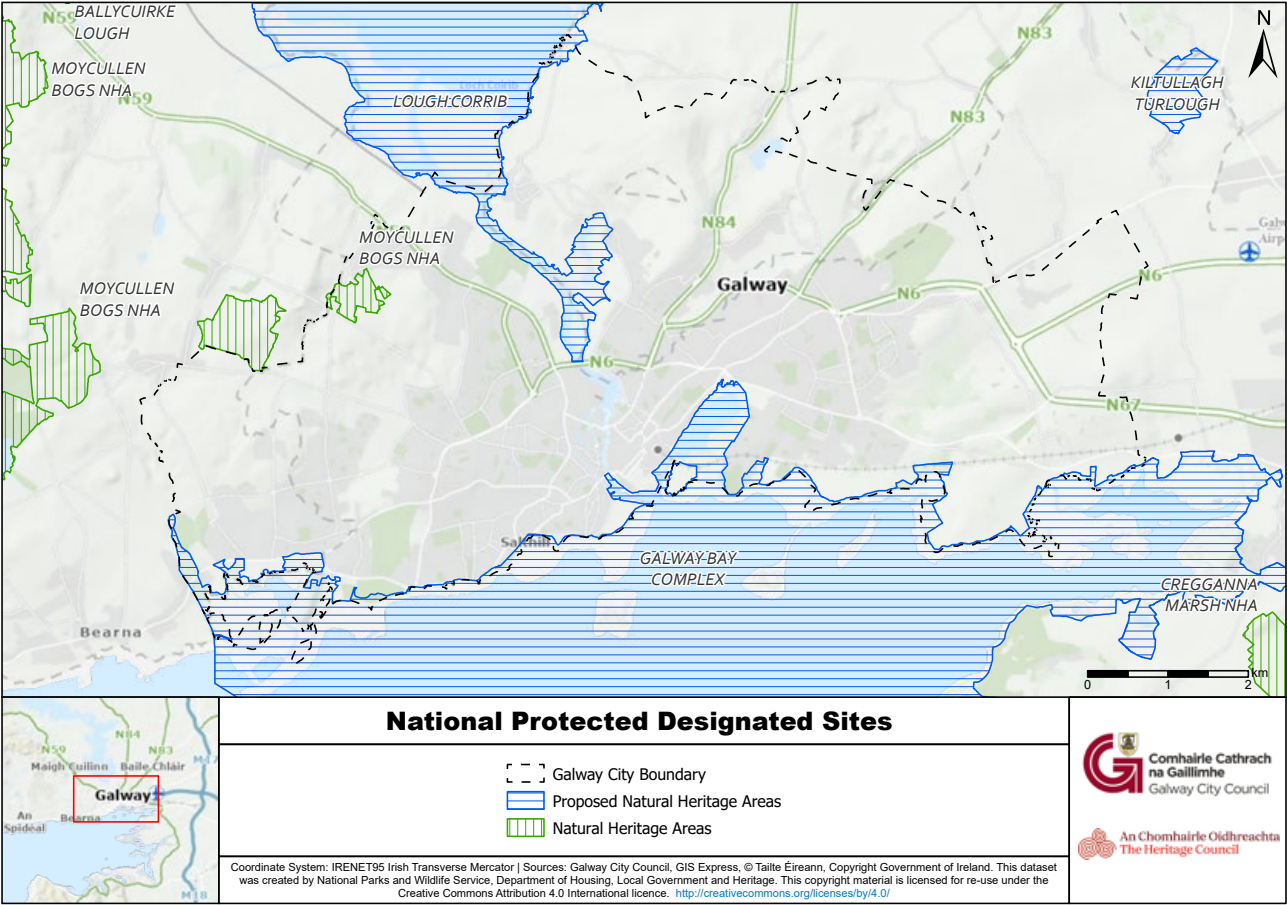 N59
BALLYCUIRKE
LOUGH
MOYCULLEN
BOGS NHA
N59
Loch Coirib
LOUGH CORRIB
N83
N83
N
KILTULLAGH
TURLOUGH
MOYCULLEN
BOGS NHA
N84
MOYCULLEN
BOGS NHA
Galway
N6
N6
N6
N67
Salthill
GALWAY BAY
COMPLEX
CREGGANNA
MARSH NHA
Bearna
0 1 2 km
National Protected Designated Sites
Galway City Boundary
Proposed Natural Heritage Areas
Natural Heritage Areas
Coordinate System: IRENET95 Irish Transverse Mercator | Sources: Galway City Council, GIS Express, © Tailte Éireann, Copyright Government of Ireland. This dataset
was created by National Parks and Wildlife Service, Department of Housing, Local Government and Heritage. This copyright material is licensed for re-use under the
Creative Commons Attribution 4.0 International licence. http://creativecommons.org/licenses/by/4.0/
N59
N84
N83
M17
Maigh Cuilinn
Baile Chláir
Galway
An
Spidéal
Bearna
M18
Comhairle Cathrach
na Gaillimhe
Galway City Council
An Chomhairle Oidhreachta
The Heritage Council